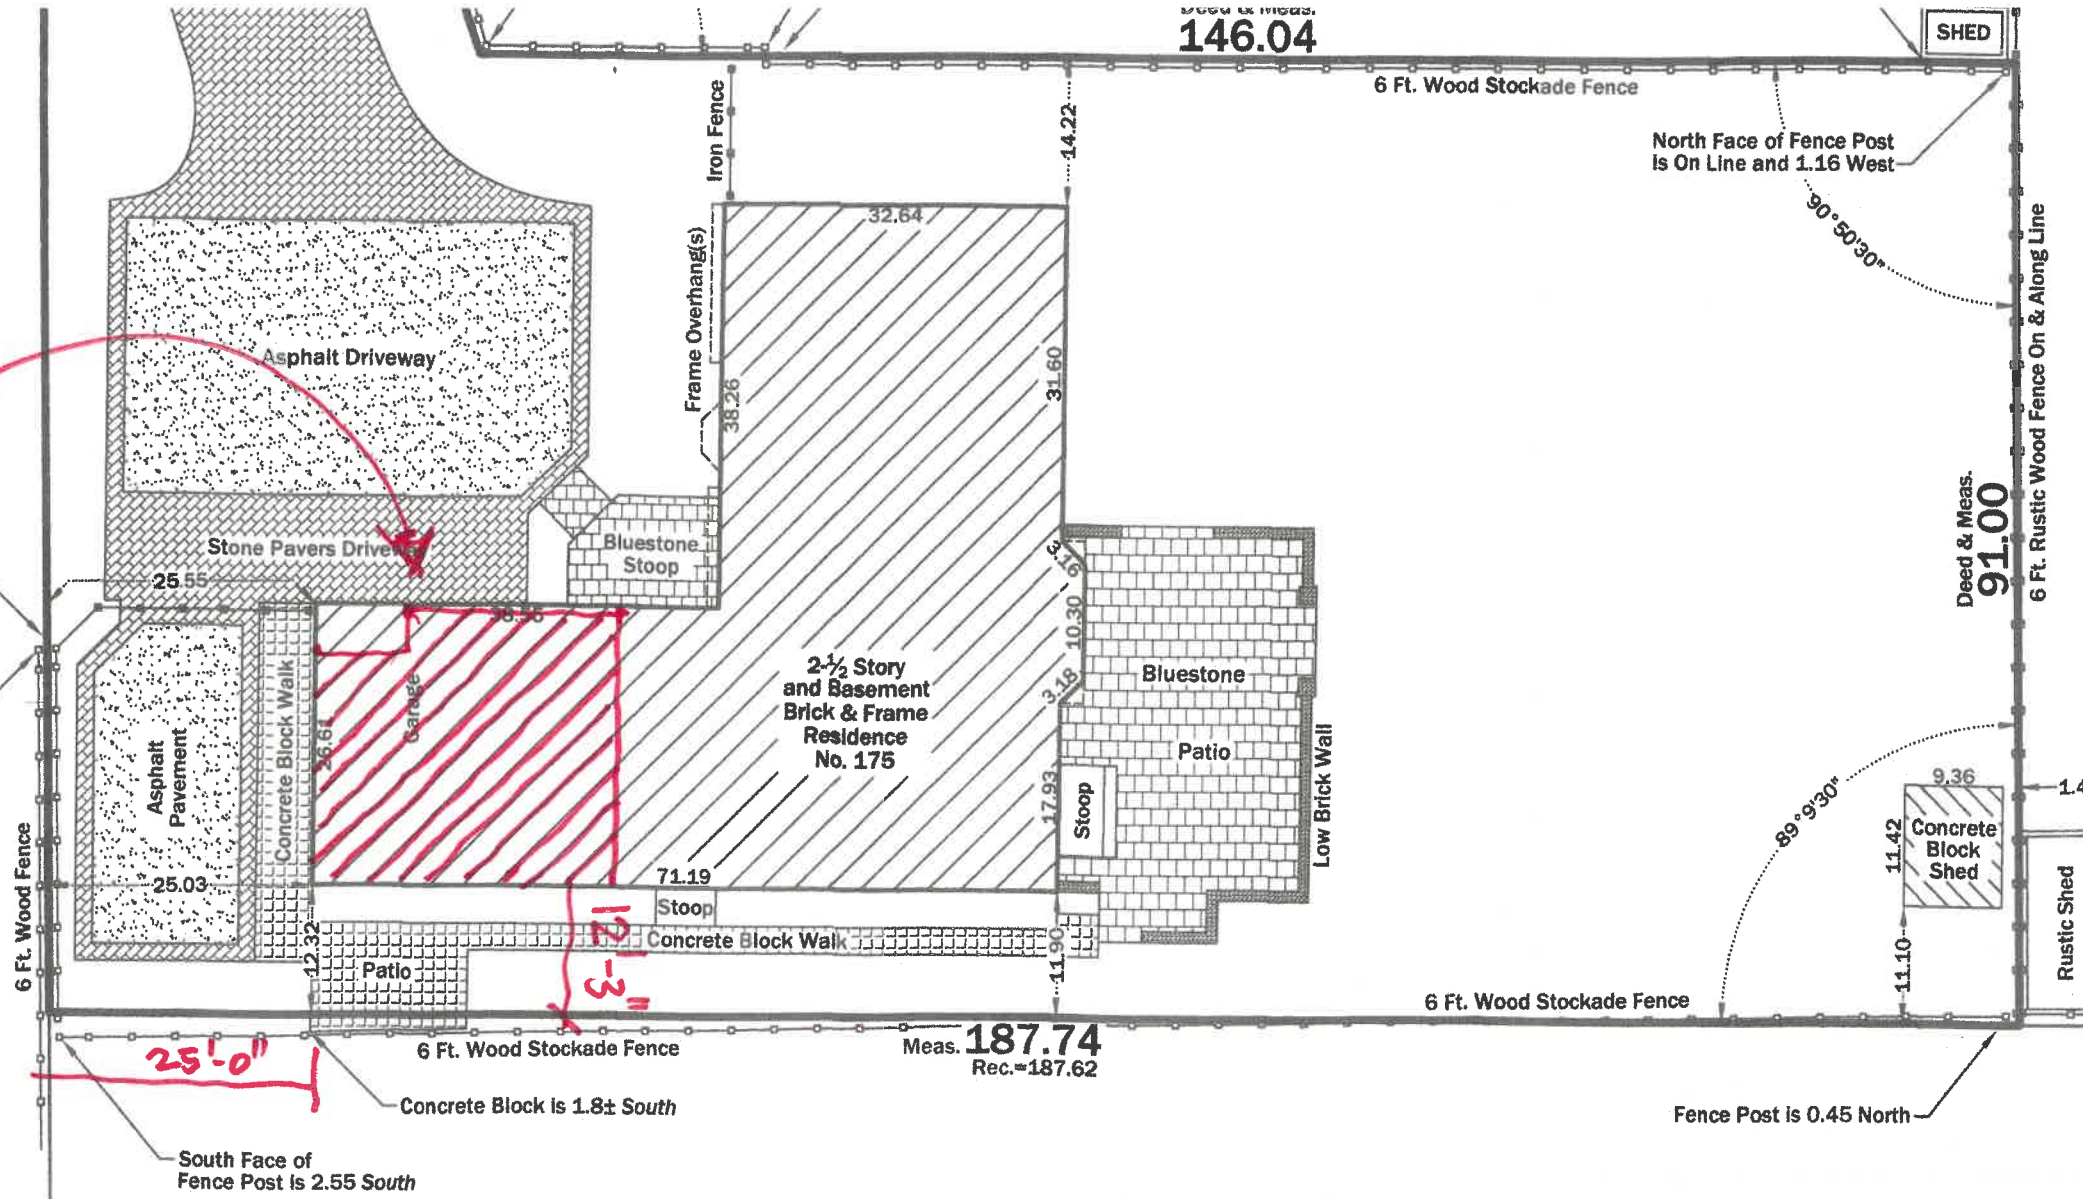 Deed & Meas.
146.04
SHED
6 Ft. Wood Stockade Fence
Iron Fence
14.22
North Face of Fence Post
is On Line and 1.16 West
90°50'30"
32.64
Frame Overhang(s)
38.26
31.60
6 Ft. Rustic Wood Fence On & Along Line
Asphalt Driveway
Deed & Meas.
91.00
Stone Pavers Driveway
Bluestone
Stoop
3.16
25.55
10.30
3.18
Garage
26.61
Concrete Block Walk
Asphalt
Pavement
2-½ Story
and Basement
Brick & Frame
Residence
No. 175
Bluestone
Patio
17.93
Stoop
Low Brick Wall
89°9'30"
9.36
11.42
Concrete
Block
Shed
Rustic Shed
11.10
6 Ft. Wood Fence
25.03
71.19
Stoop
12.32
12'-3"
Concrete Block Walk
Patio
11.90
6 Ft. Wood Stockade Fence
25'-0"
6 Ft. Wood Stockade Fence
Meas. 187.74
Rec.=187.62
Concrete Block is 1.8± South
Fence Post is 0.45 North
South Face of
Fence Post is 2.55 South